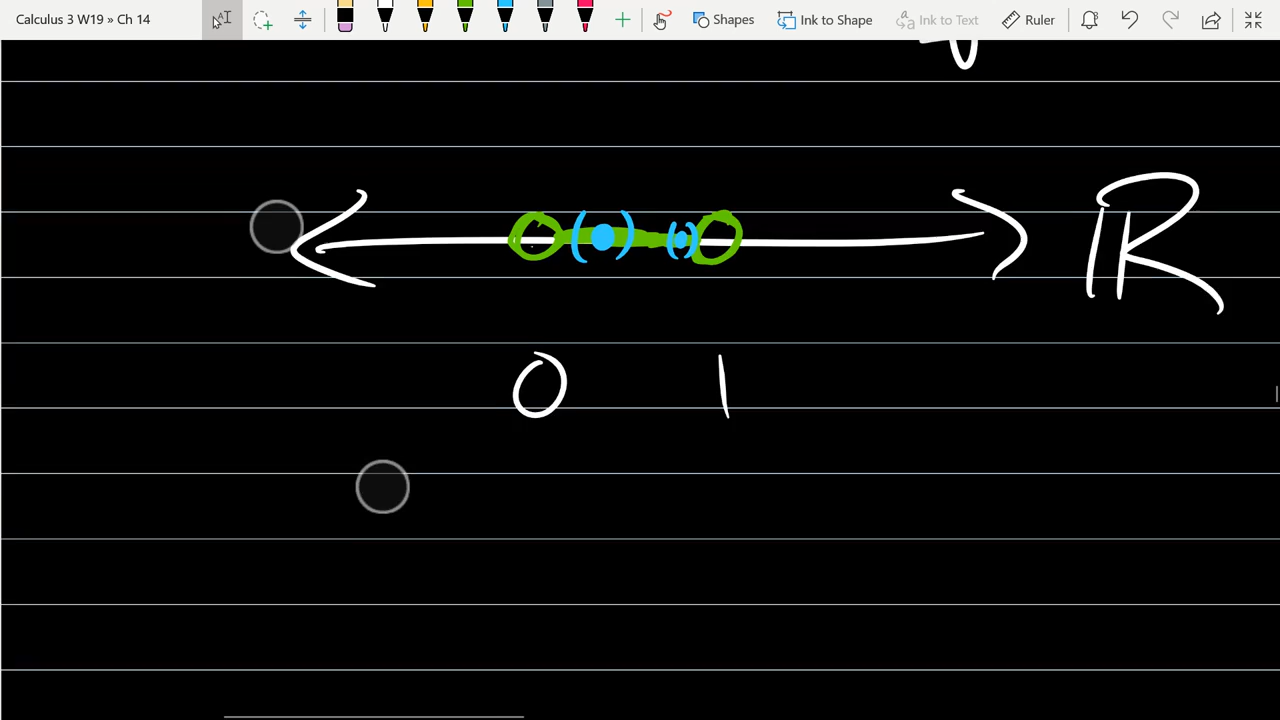 Calculus 3 W19 » Ch 14 Shapes Ink to Shape Ink to Text Ruler
( ) ( ) ℝ
0 1